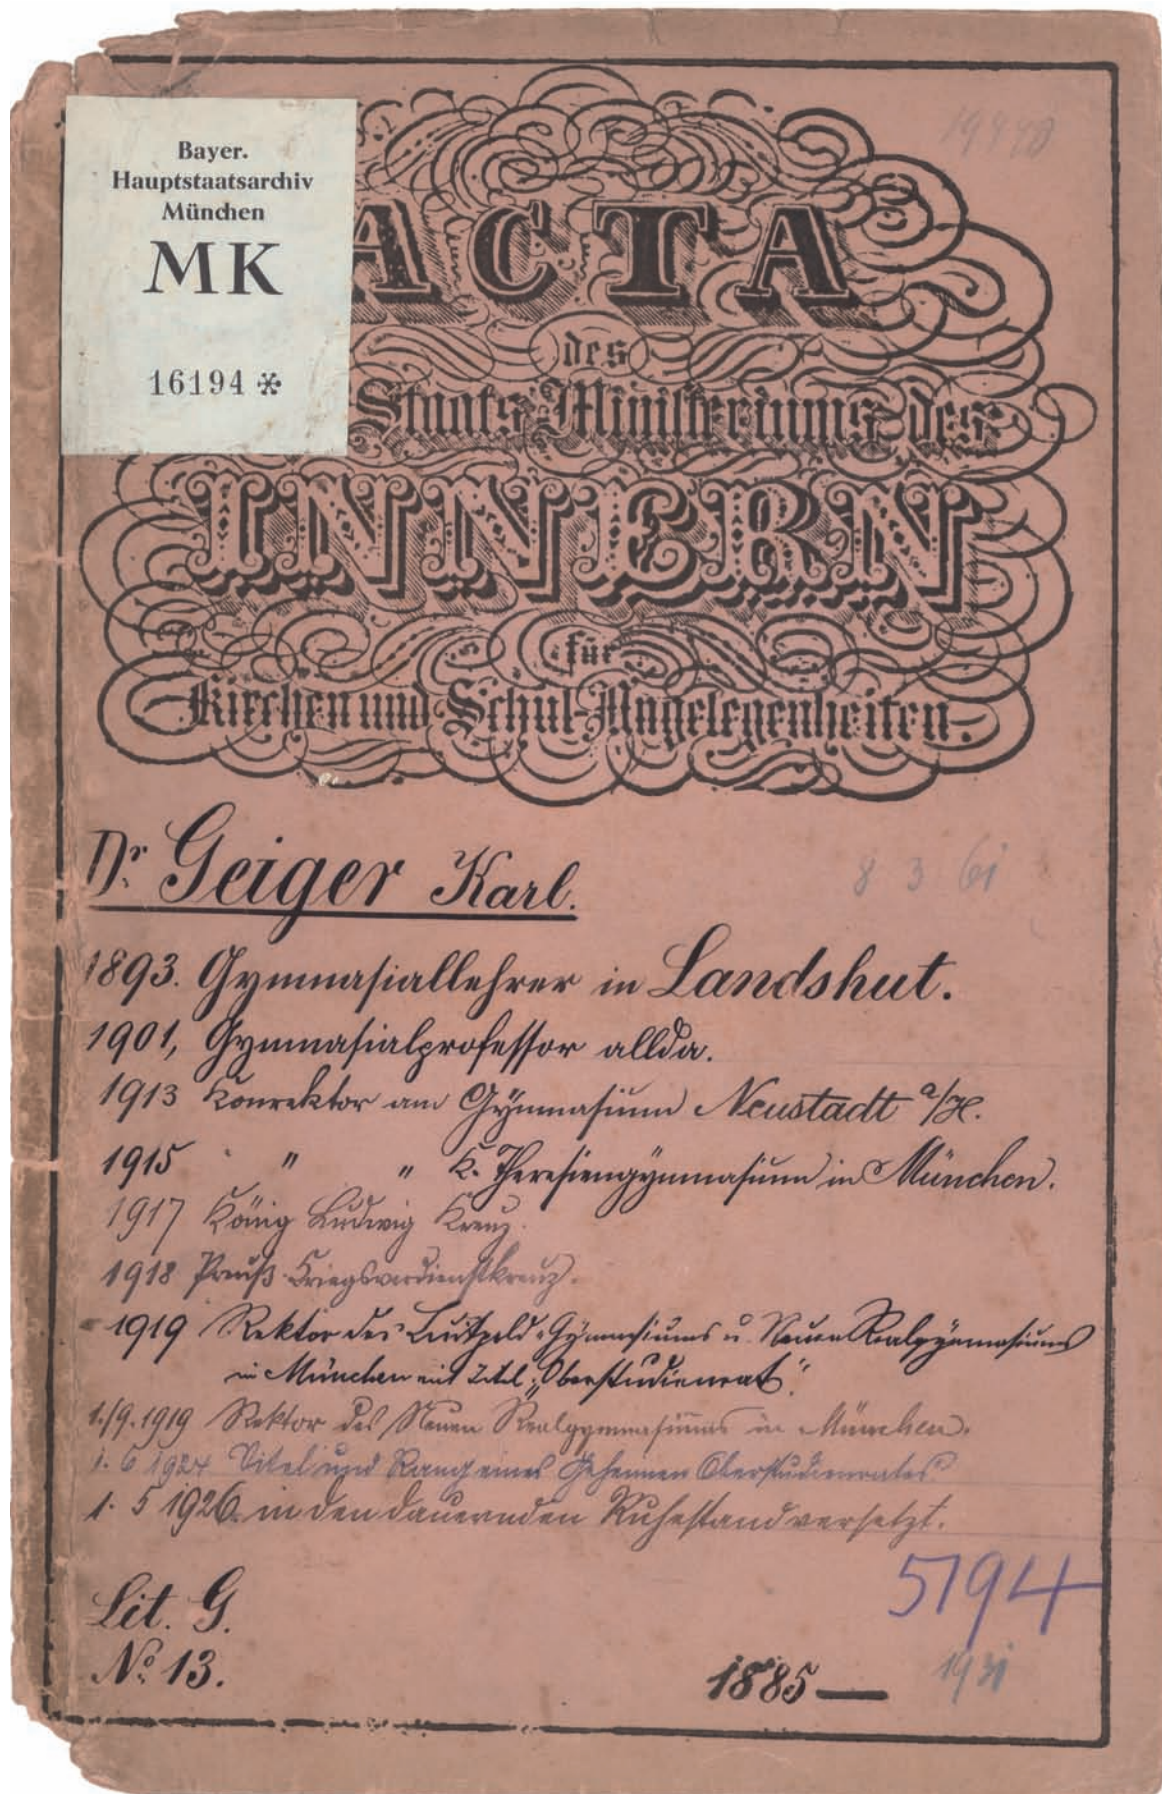 Bayer.
Hauptstaatsarchiv
München
MK
16194 *
ACTA
des
Staats-Ministeriums des
INNERN
für
Kirchen und Schul-Angelegenheiten.
Dr. Geiger Karl.
8 3 61
1893. Gymnasiallehrer in Landshut.
1901, Gymnasialprofessor allda.
1913 Konrektor am Gymnasium Neustadt a/H.
1915 " " K. Theresiengymnasium in München.
1917 König Ludwig Kreuz.
1918 Preuß. Kriegsverdienstkreuz.
1919 Rektor des Luitpold-Gymnasiums u. Neuen Realgymnasiums
in München mit Titel „Oberstudienrat“.
1./9. 1919 Rektor des Neuen Realgymnasiums in München.
1. 6 1924 Titel und Rang eines Geheimen Oberstudienrates
1. 5 1926. in den dauernden Ruhestand versetzt.
5194
Lit. G.
No. 13.
1885— 1931